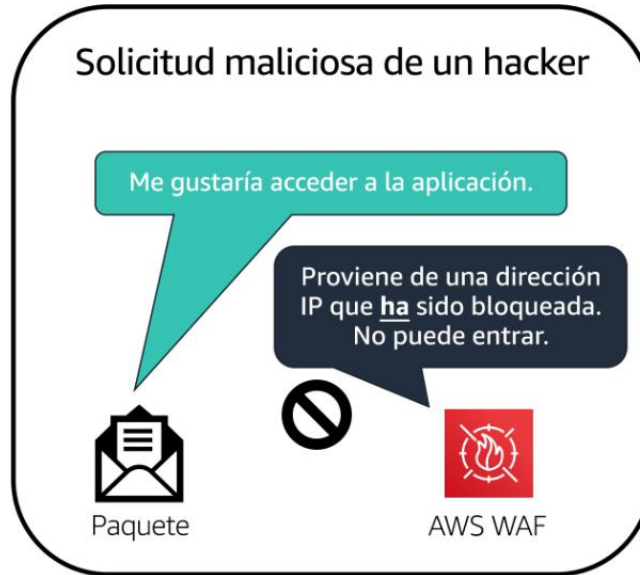 Solicitud maliciosa de un hacker
Me gustaría acceder a la aplicación.
Proviene de una dirección
IP que ha sido bloqueada.
No puede entrar.
Paquete
AWS WAF